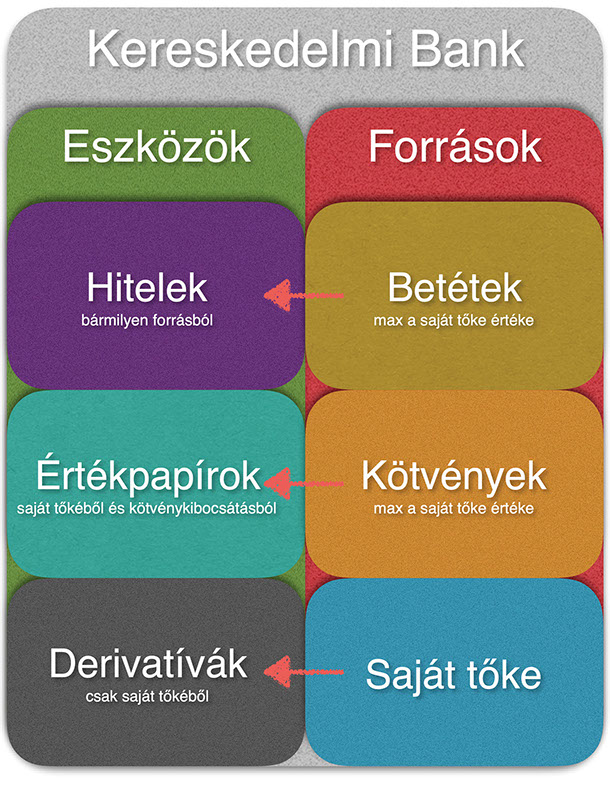 Kereskedelmi Bank
Eszközök
Források
Hitelek
bármilyen forrásból
Betétek
max a saját tőke értéke
Értékpapírok
saját tőkéből és kötvénykibocsátásból
Kötvények
max a saját tőke értéke
Derivatívák
csak saját tőkéből
Saját tőke